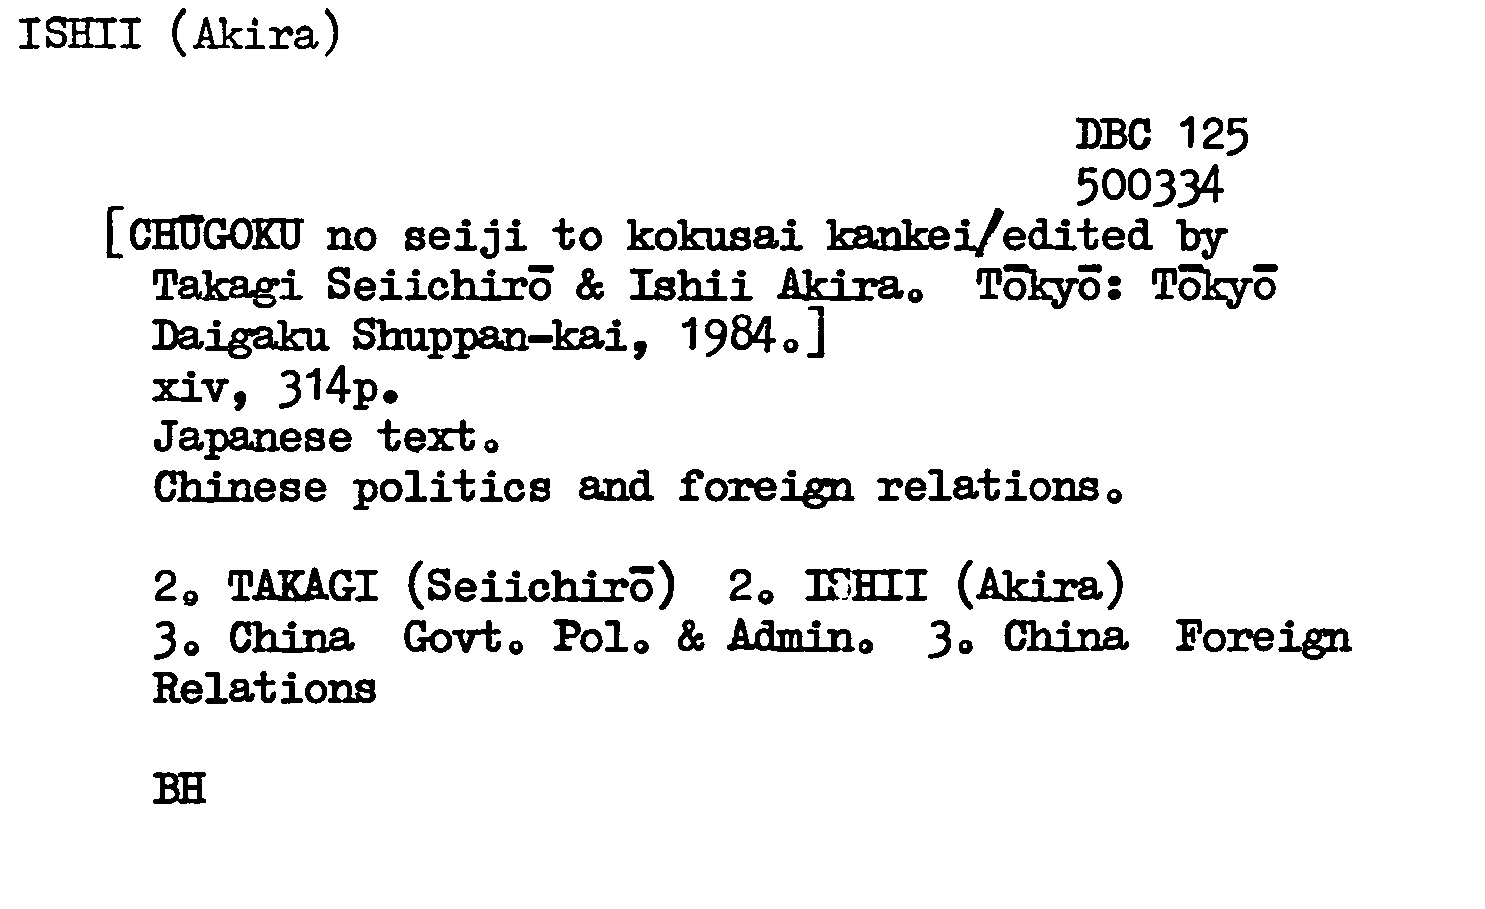 ISHII (Akira)
DBC 125
500334
[CHŪGOKU no seiji to kokusai kankei/edited by
Takagi Seiichirō & Ishii Akira. Tōkyō: Tōkyō
Daigaku Shuppan-kai, 1984.]
xiv, 314p.
Japanese text.
Chinese politics and foreign relations.
2. TAKAGI (Seiichirō) 2. ISHII (Akira)
3. China Govt. Pol. & Admin. 3. China Foreign
Relations
BH